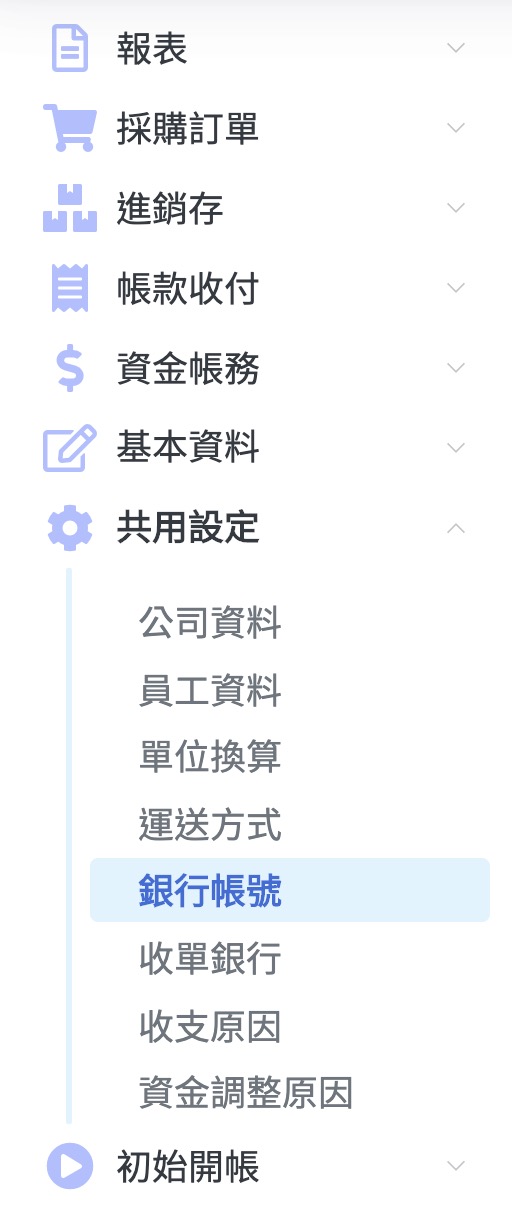 報表
採購訂單
進銷存
帳款收付
資金帳務
基本資料
共用設定
公司資料
員工資料
單位換算
運送方式
銀行帳號
收單銀行
收支原因
資金調整原因
初始開帳